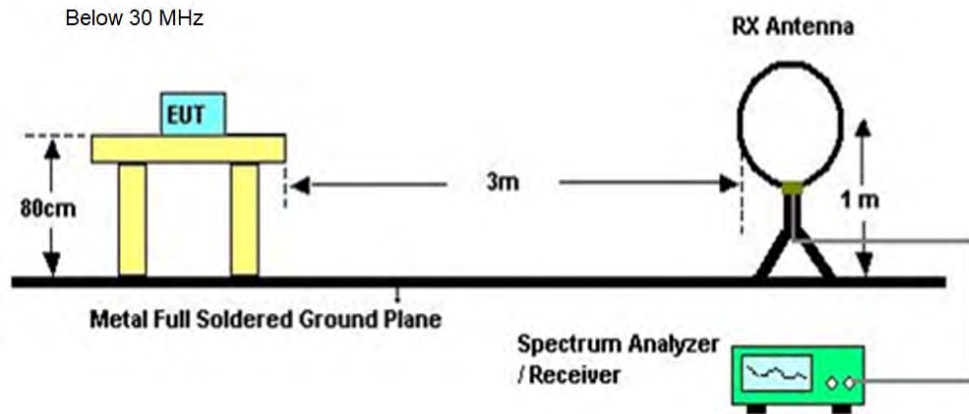 Below 30 MHz
RX Antenna
EUT
3m
80cm
1 m
Metal Full Soldered Ground Plane
Spectrum Analyzer
/ Receiver